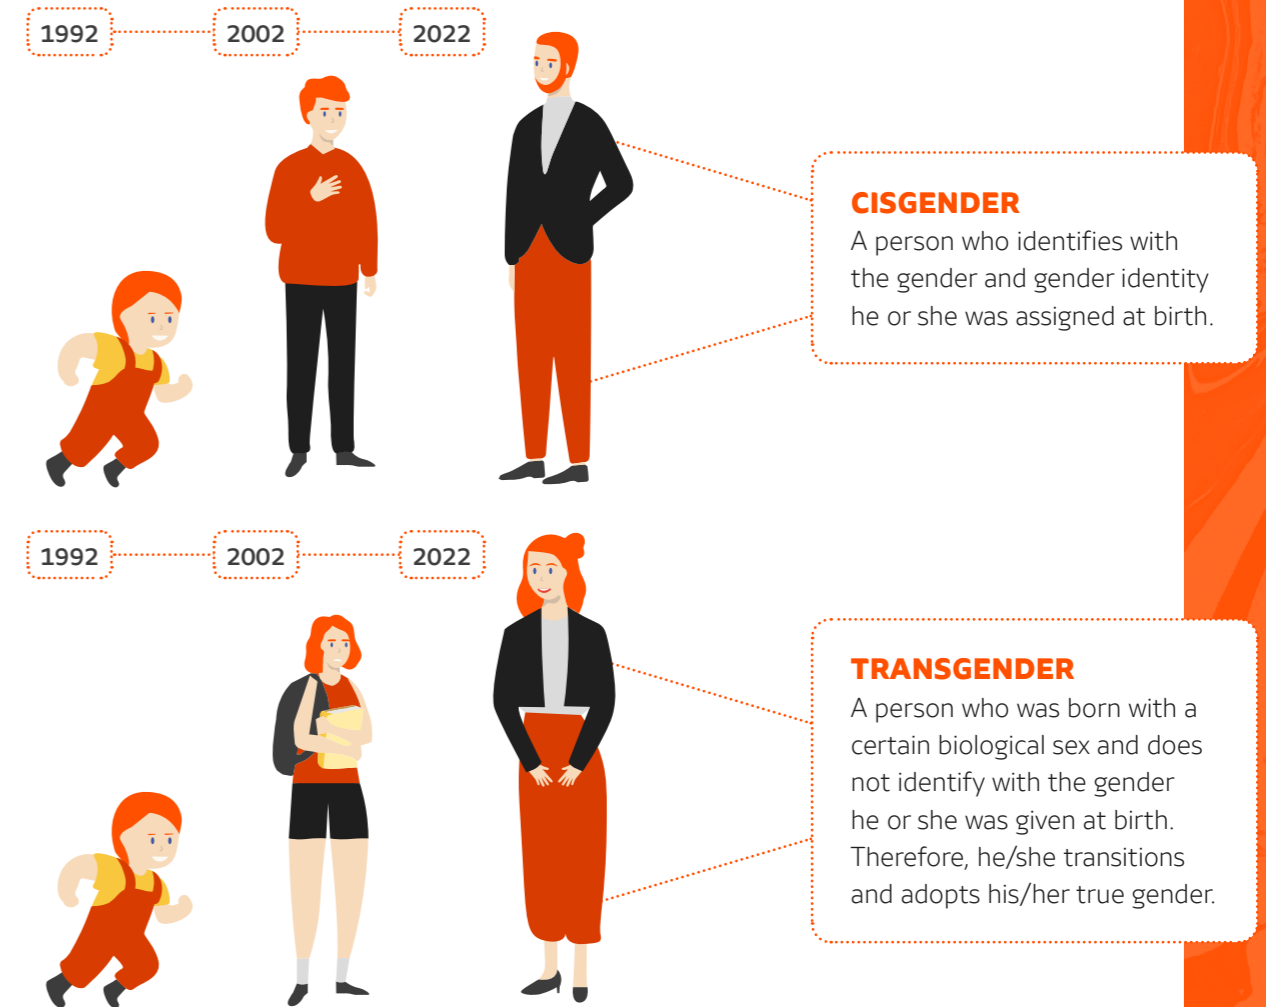 1992 2002 2022
CISGENDER
A person who identifies with
the gender and gender identity
he or she was assigned at birth.
1992 2002 2022
TRANSGENDER
A person who was born with a
certain biological sex and does
not identify with the gender
he or she was given at birth.
Therefore, he/she transitions
and adopts his/her true gender.